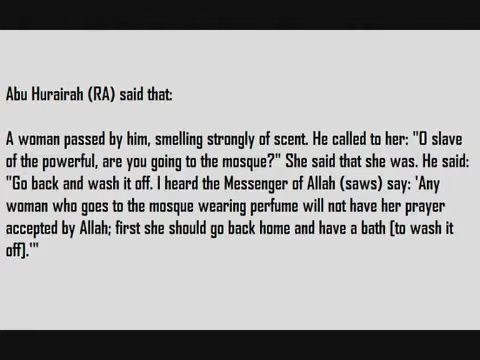 Abu Hurairah (RA) said that:
A woman passed by him, smelling strongly of scent. He called to her: "O slave
of the powerful, are you going to the mosque?" She said that she was. He said:
"Go back and wash it off. I heard the Messenger of Allah (saws) say: 'Any
woman who goes to the mosque wearing perfume will not have her prayer
accepted by Allah; first she should go back home and have a bath [to wash it
off].'"